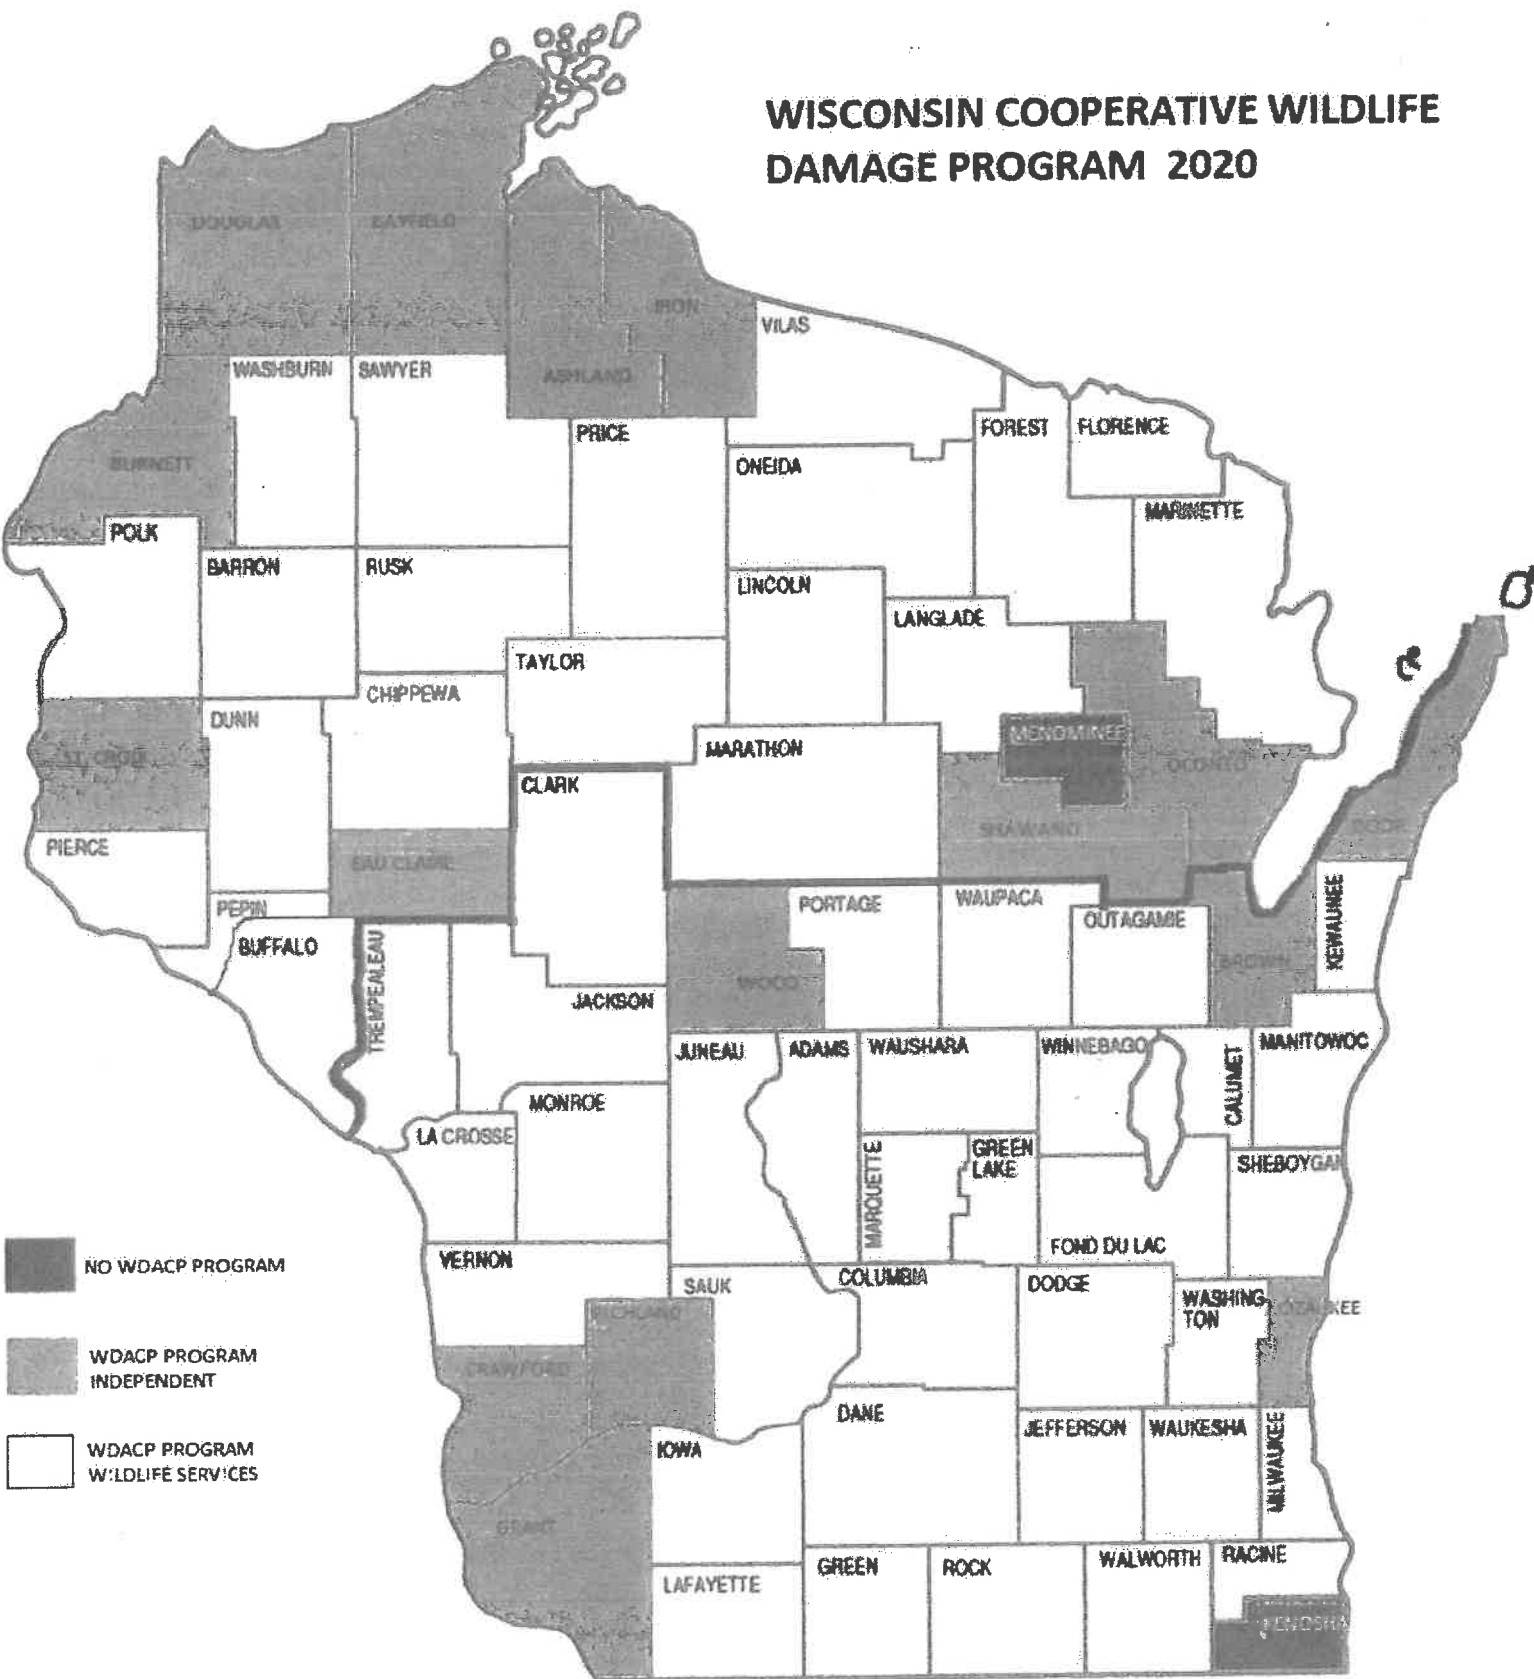 WISCONSIN COOPERATIVE WILDLIFE
DAMAGE PROGRAM 2020
DOUGLAS
BAYFIELD
IRON
VILAS
WASHBURN
SAWYER
ASHLAND
PRICE
FOREST
FLORENCE
BURNETT
ONEIDA
MARINETTE
POLK
BARRON
RUSK
LINCOLN
LANGLADE
TAYLOR
CHIPPEWA
DUNN
MENOMINEE
MARATHON
ST. CROIX
OCONTO
CLARK
SHAWANO
DOOR
PIERCE
EAU CLAIRE
PEPIN
PORTAGE
WAUPACA
OUTAGAMIE
KEWAUNEE
BUFFALO
TREMPEALEAU
WOOD
BROWN
JACKSON
JUNEAU
ADAMS
WAUSHARA
WINNEBAGO
CALUMET
MANITOWOC
MONROE
LA CROSSE
MARQUETTE
GREEN
LAKE
SHEBOYGAN
FOND DU LAC
NO WDACP PROGRAM
VERNON
SAUK
COLUMBIA
DODGE
WASHING
TON
OZAUKEE
RICHLAND
WDACP PROGRAM
INDEPENDENT
CRAWFORD
DANE
JEFFERSON
WAUKESHA
MILWAUKEE
IOWA
WDACP PROGRAM
WILDLIFE SERVICES
GRANT
LAFAYETTE
GREEN
ROCK
WALWORTH
RACINE
KENOSHA